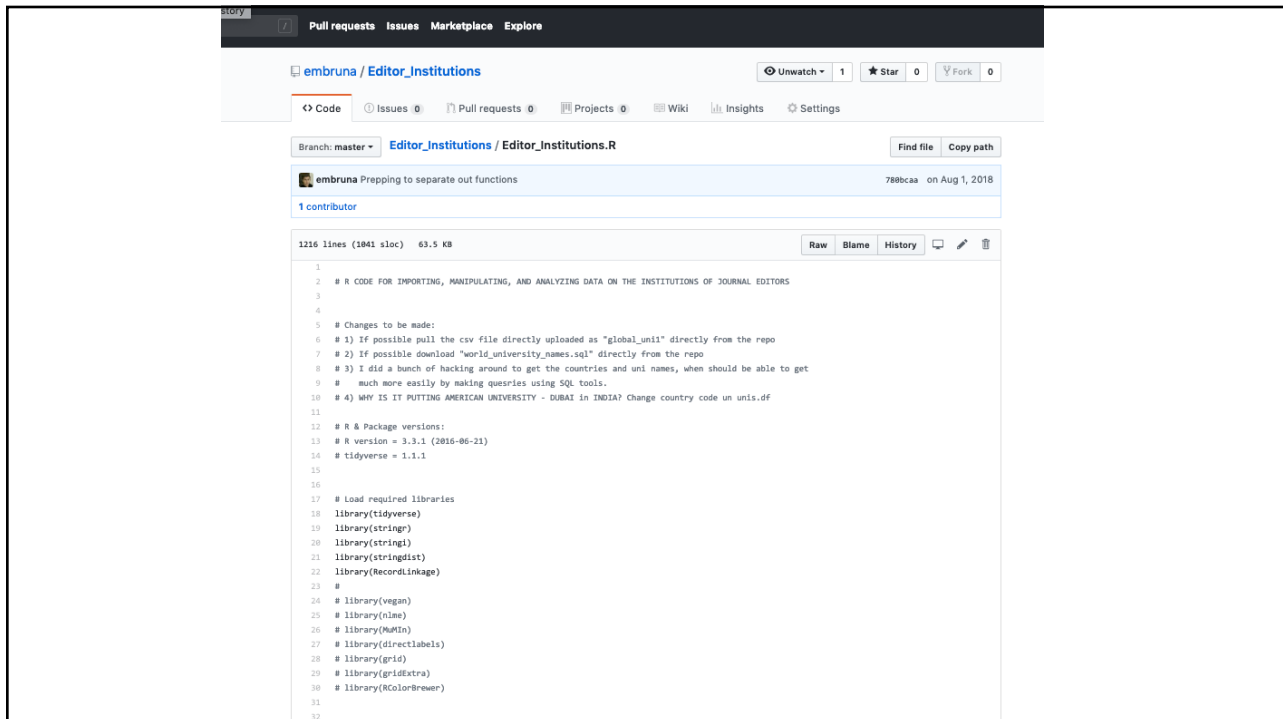 story
/ Pull requests Issues Marketplace Explore
embruna / Editor_Institutions
Unwatch 1 Star 0 Fork 0
Code Issues 0 Pull requests 0 Projects 0 Wiki Insights Settings
Branch: master Editor_Institutions / Editor_Institutions.R Find file Copy path
embruna Prepping to separate out functions 780bcaa on Aug 1, 2018
1 contributor
1216 lines (1041 sloc) 63.5 KB Raw Blame History
1
2 # R CODE FOR IMPORTING, MANIPULATING, AND ANALYZING DATA ON THE INSTITUTIONS OF JOURNAL EDITORS
3
4
5 # Changes to be made:
6 # 1) If possible pull the csv file directly uploaded as "global_uni1" directly from the repo
7 # 2) If possible download "world_university_names.sql" directly from the repo
8 # 3) I did a bunch of hacking around to get the countries and uni names, when should be able to get
9 # much more easily by making quesries using SQL tools.
10 # 4) WHY IS IT PUTTING AMERICAN UNIVERSITY - DUBAI in INDIA? Change country code un unis.df
11
12 # R & Package versions:
13 # R version = 3.3.1 (2016-06-21)
14 # tidyverse = 1.1.1
15
16
17 # Load required libraries
18 library(tidyverse)
19 library(stringr)
20 library(stringi)
21 library(stringdist)
22 library(RecordLinkage)
23 #
24 # library(vegan)
25 # library(nlme)
26 # library(MuMIn)
27 # library(directlabels)
28 # library(grid)
29 # library(gridExtra)
30 # library(RColorBrewer)
31
32